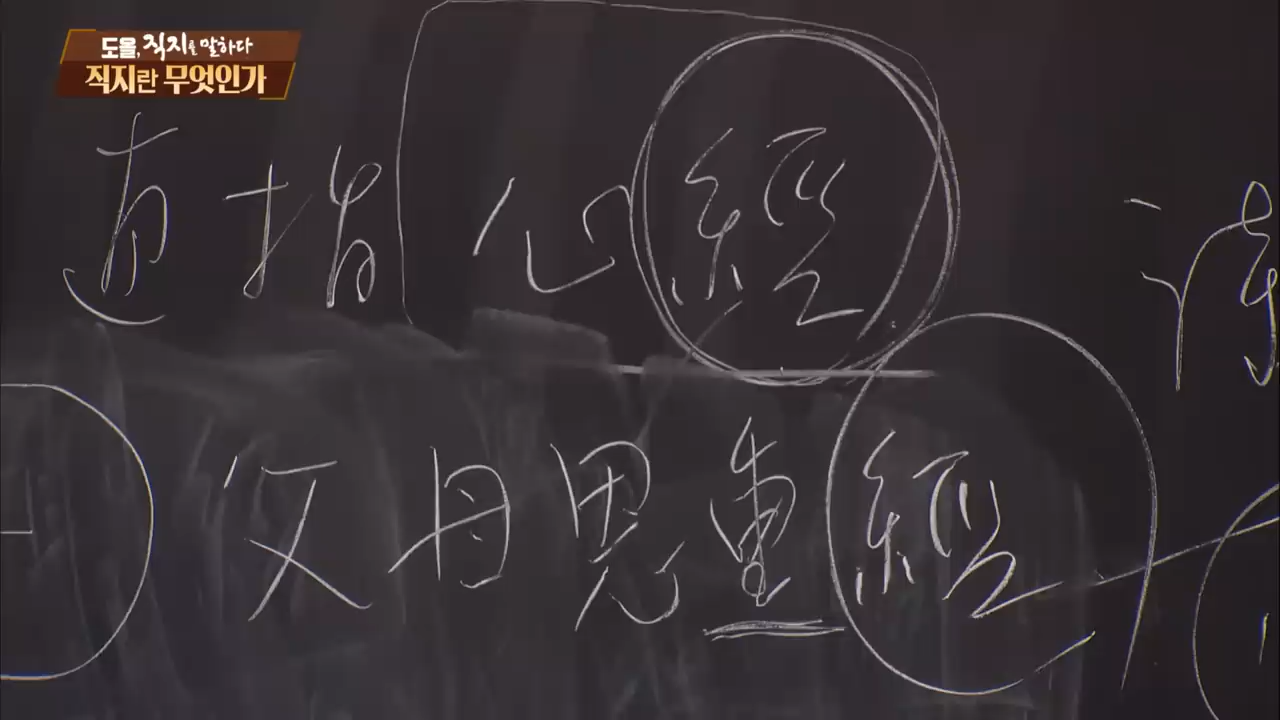 도올, 직지를 말하다
직지란 무엇인가
直指心經
父母恩重經